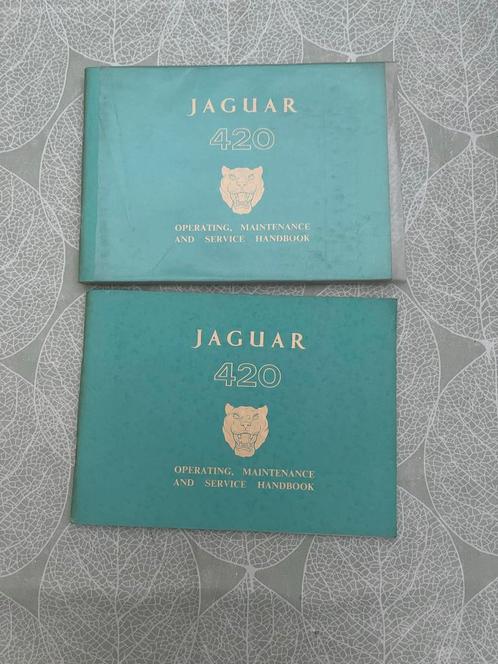 JAGUAR
420
OPERATING, MAINTENANCE
AND SERVICE HANDBOOK
JAGUAR
420
OPERATING, MAINTENANCE
AND SERVICE HANDBOOK